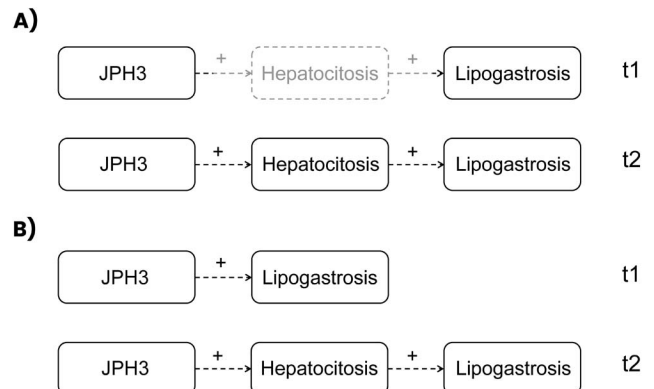 A)
+ +
JPH3 Hepatocitosis Lipogastrosis t1
+ +
JPH3 Hepatocitosis Lipogastrosis t2
B)
+
JPH3 Lipogastrosis t1
+ +
JPH3 Hepatocitosis Lipogastrosis t2